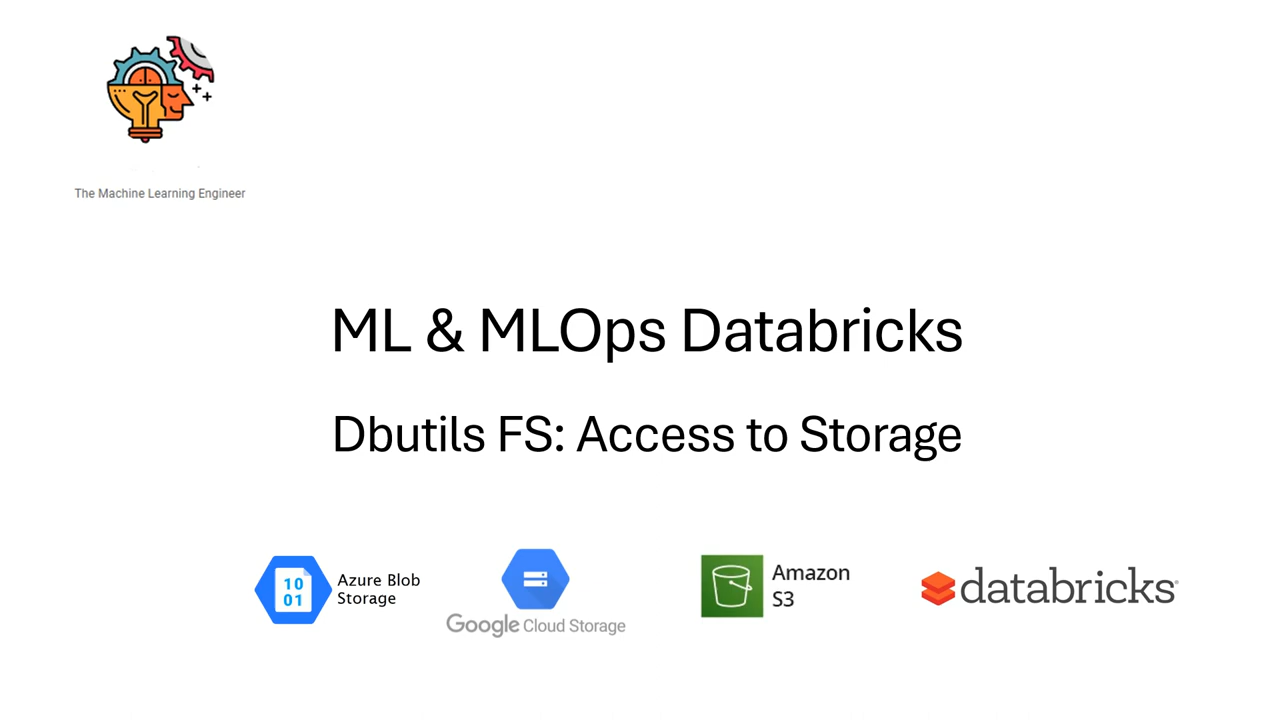 The Machine Learning Engineer
ML & MLOps Databricks
Dbutils FS: Access to Storage
10
01
Azure Blob
Storage
Google Cloud Storage
Amazon
S3
databricks®